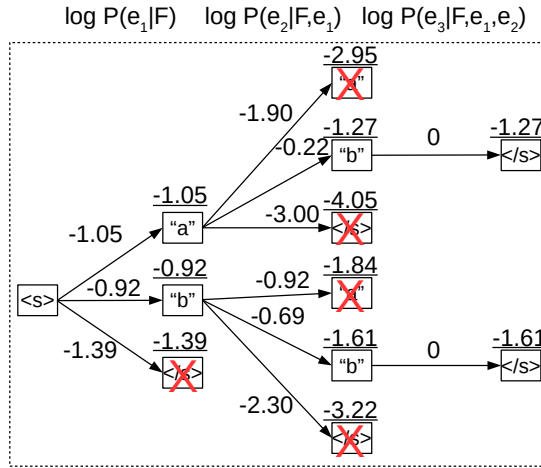 log P(e1|F) log P(e2|F,e1) log P(e3|F,e1,e2)
-2.95
"a"
-1.90
-1.27
-1.27
-0.22
"b"
0
</s>
-1.05
-4.05
"a"
-3.00
</s>
-1.05
-0.92
-1.84
<s>
-0.92
"b"
-0.92
"a"
-0.69
-1.39
-1.61
-1.61
-1.39
</s>
"b"
0
</s>
-2.30
-3.22
</s>